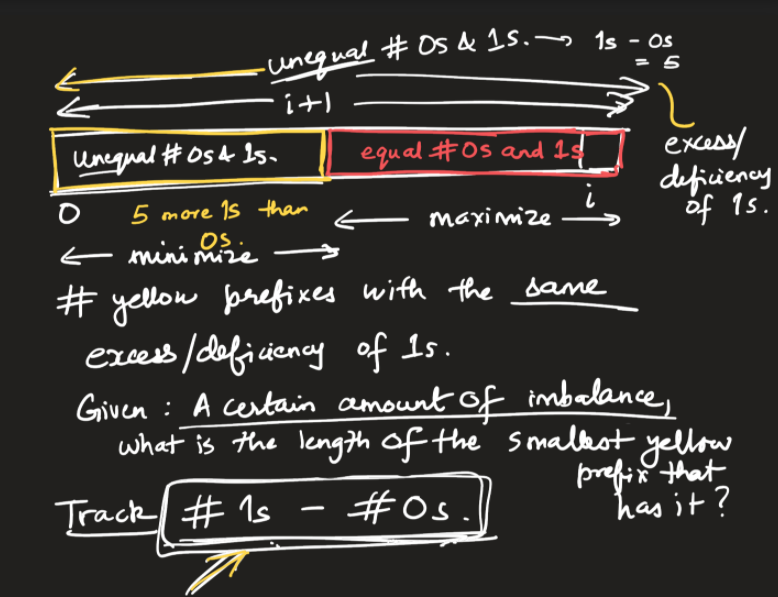 unequal # 0s & 1s. → 1s - 0s
= 5
i+1
unequal # 0s & 1s.
equal # 0s and 1s
excess/
deficiency
of 1s.
0
5 more 1s than
0s.
i
maximize
minimize
# yellow prefixes with the same
excess/deficiency of 1s.
Given : A certain amount of imbalance,
what is the length of the smallest yellow
prefix that
has it ?
Track # 1s - # 0s.